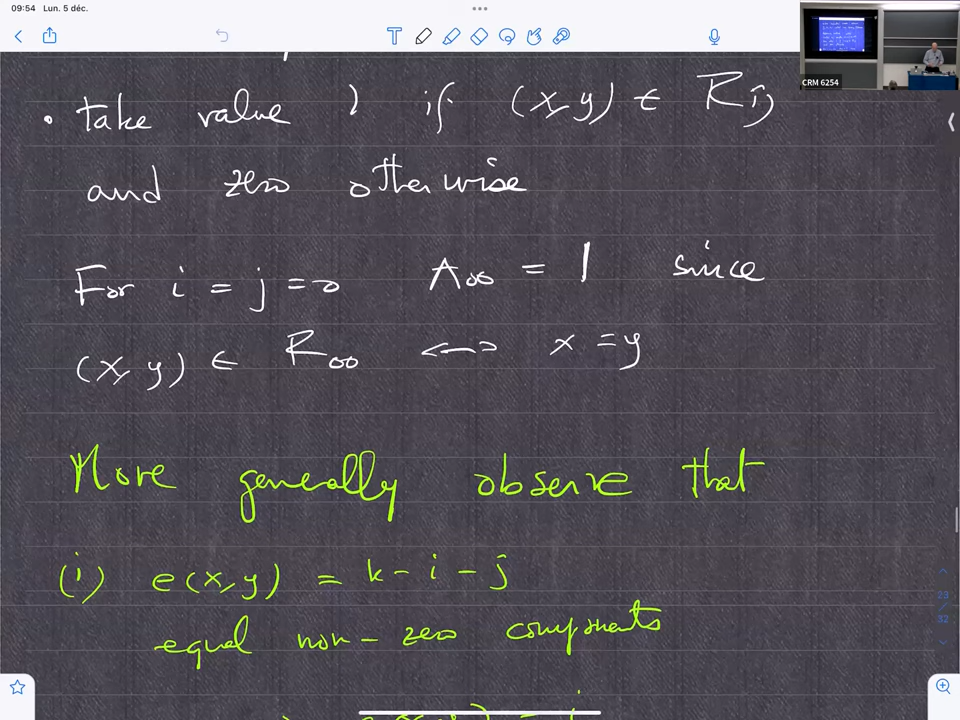 09:54 Lun. 5 déc.
CRM 6254
• take value 1 if (x,y) ∈ Rij
and zero otherwise
For i = j = 0 A00 = 1 since
(x,y) ∈ R00 ⟷ x = y
More generally observe that
(i) e(x,y) = k - i - j
equal non-zero components
23
/
32